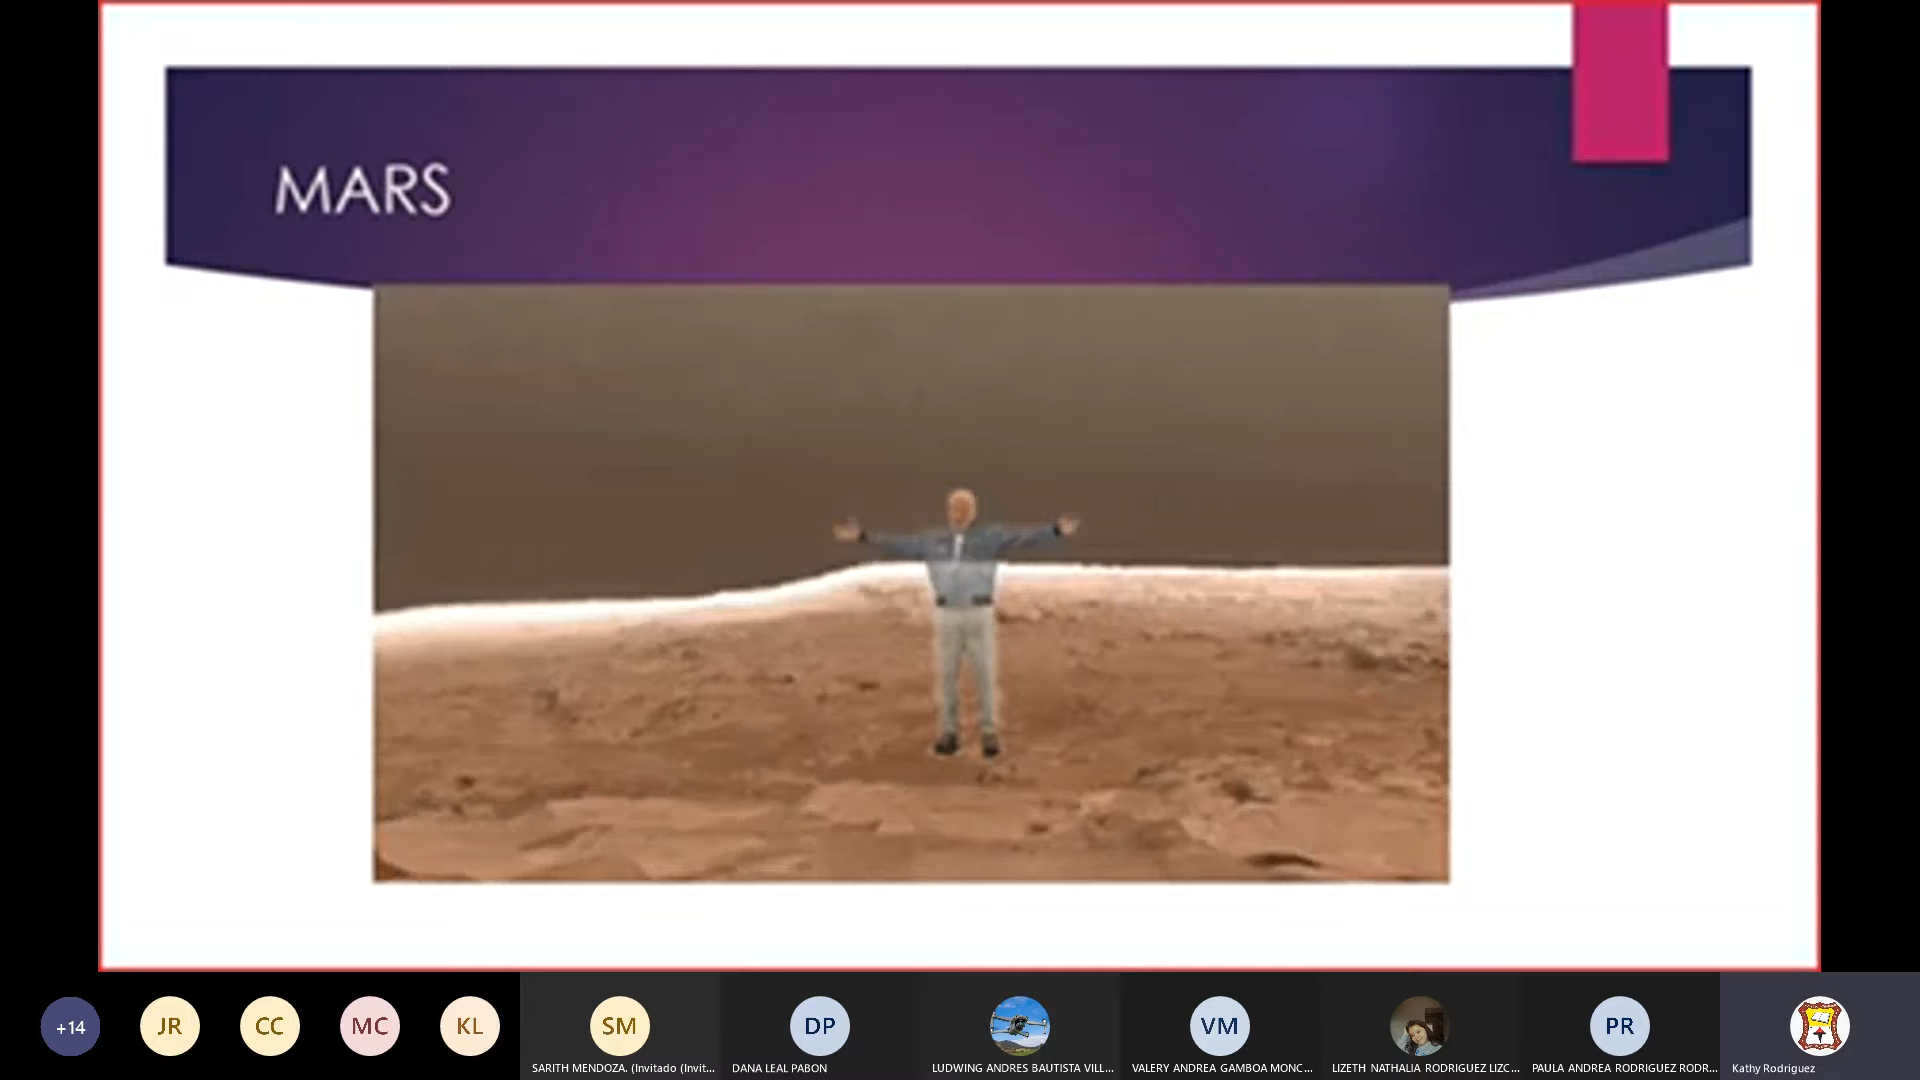 MARS
+14
JR
CC
MC
KL
SM
DP
VM
PR
SARITH MENDOZA. (Invitado (Invit...
DANA LEAL PABON
LUDWING ANDRES BAUTISTA VILL...
VALERY ANDREA GAMBOA MONC...
LIZETH NATHALIA RODRIGUEZ LIZC...
PAULA ANDREA RODRIGUEZ RODR...
Kathy Rodriguez